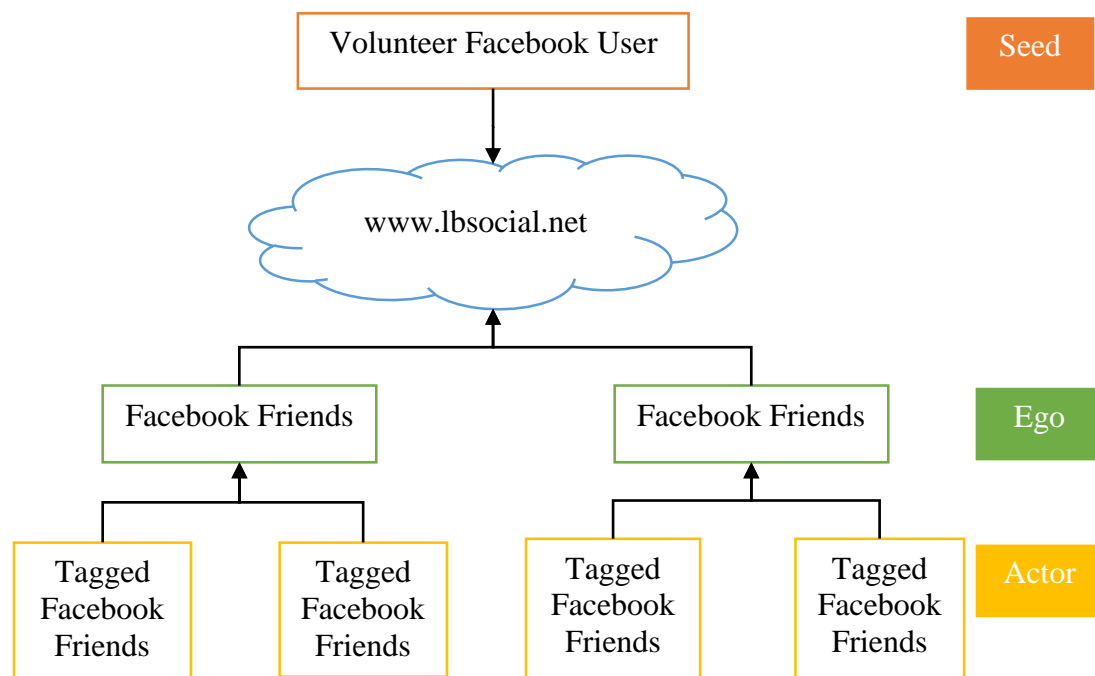 Volunteer Facebook User
Seed
www.lbsocial.net
Facebook Friends
Facebook Friends
Ego
Tagged
Facebook
Friends
Tagged
Facebook
Friends
Tagged
Facebook
Friends
Tagged
Facebook
Friends
Actor